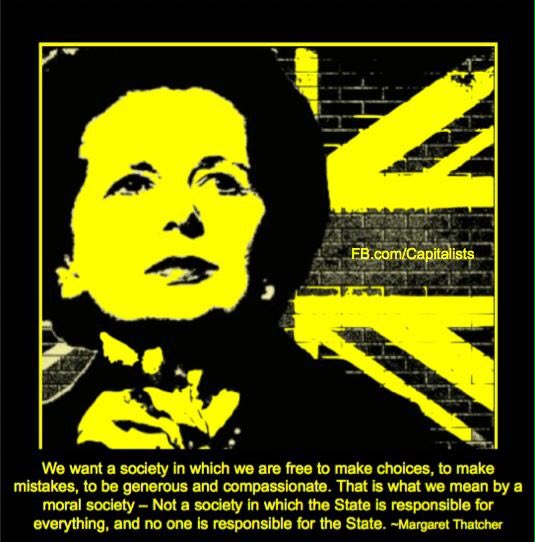 FB.com/Capitalists
We want a society in which we are free to make choices, to make
mistakes, to be generous and compassionate. That is what we mean by a
moral society – Not a society in which the State is responsible for
everything, and no one is responsible for the State. ~Margaret Thatcher